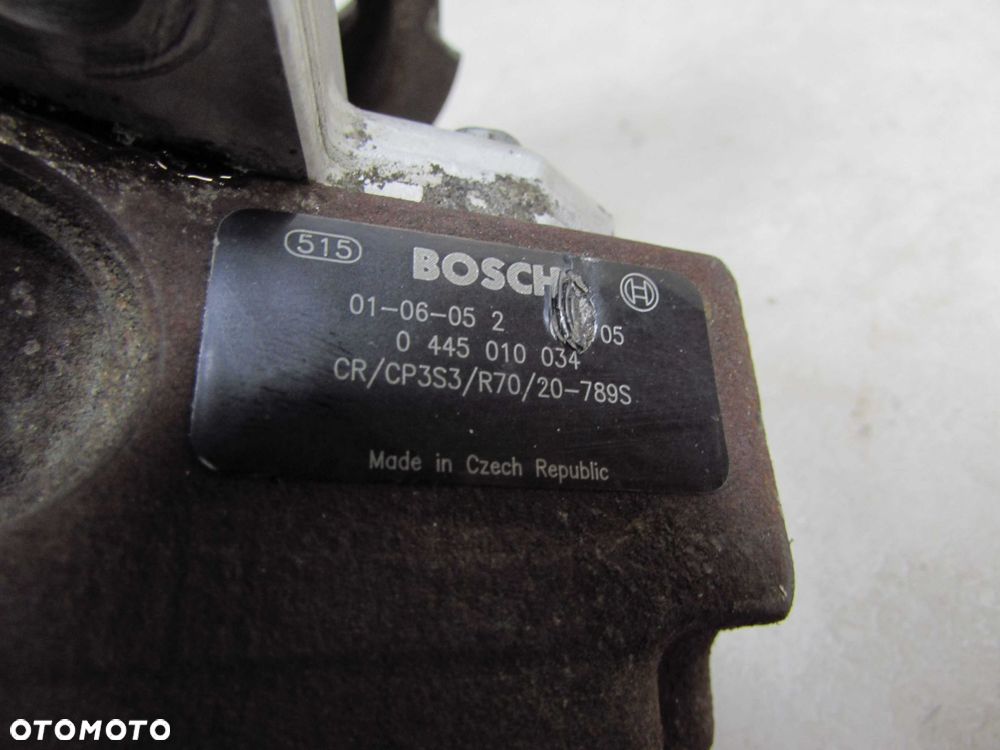 515
BOSCH
01-06-05 2 05
0 445 010 034
CR/CP3S3/R70/20-789S
Made in Czech Republic
OTOMOTO